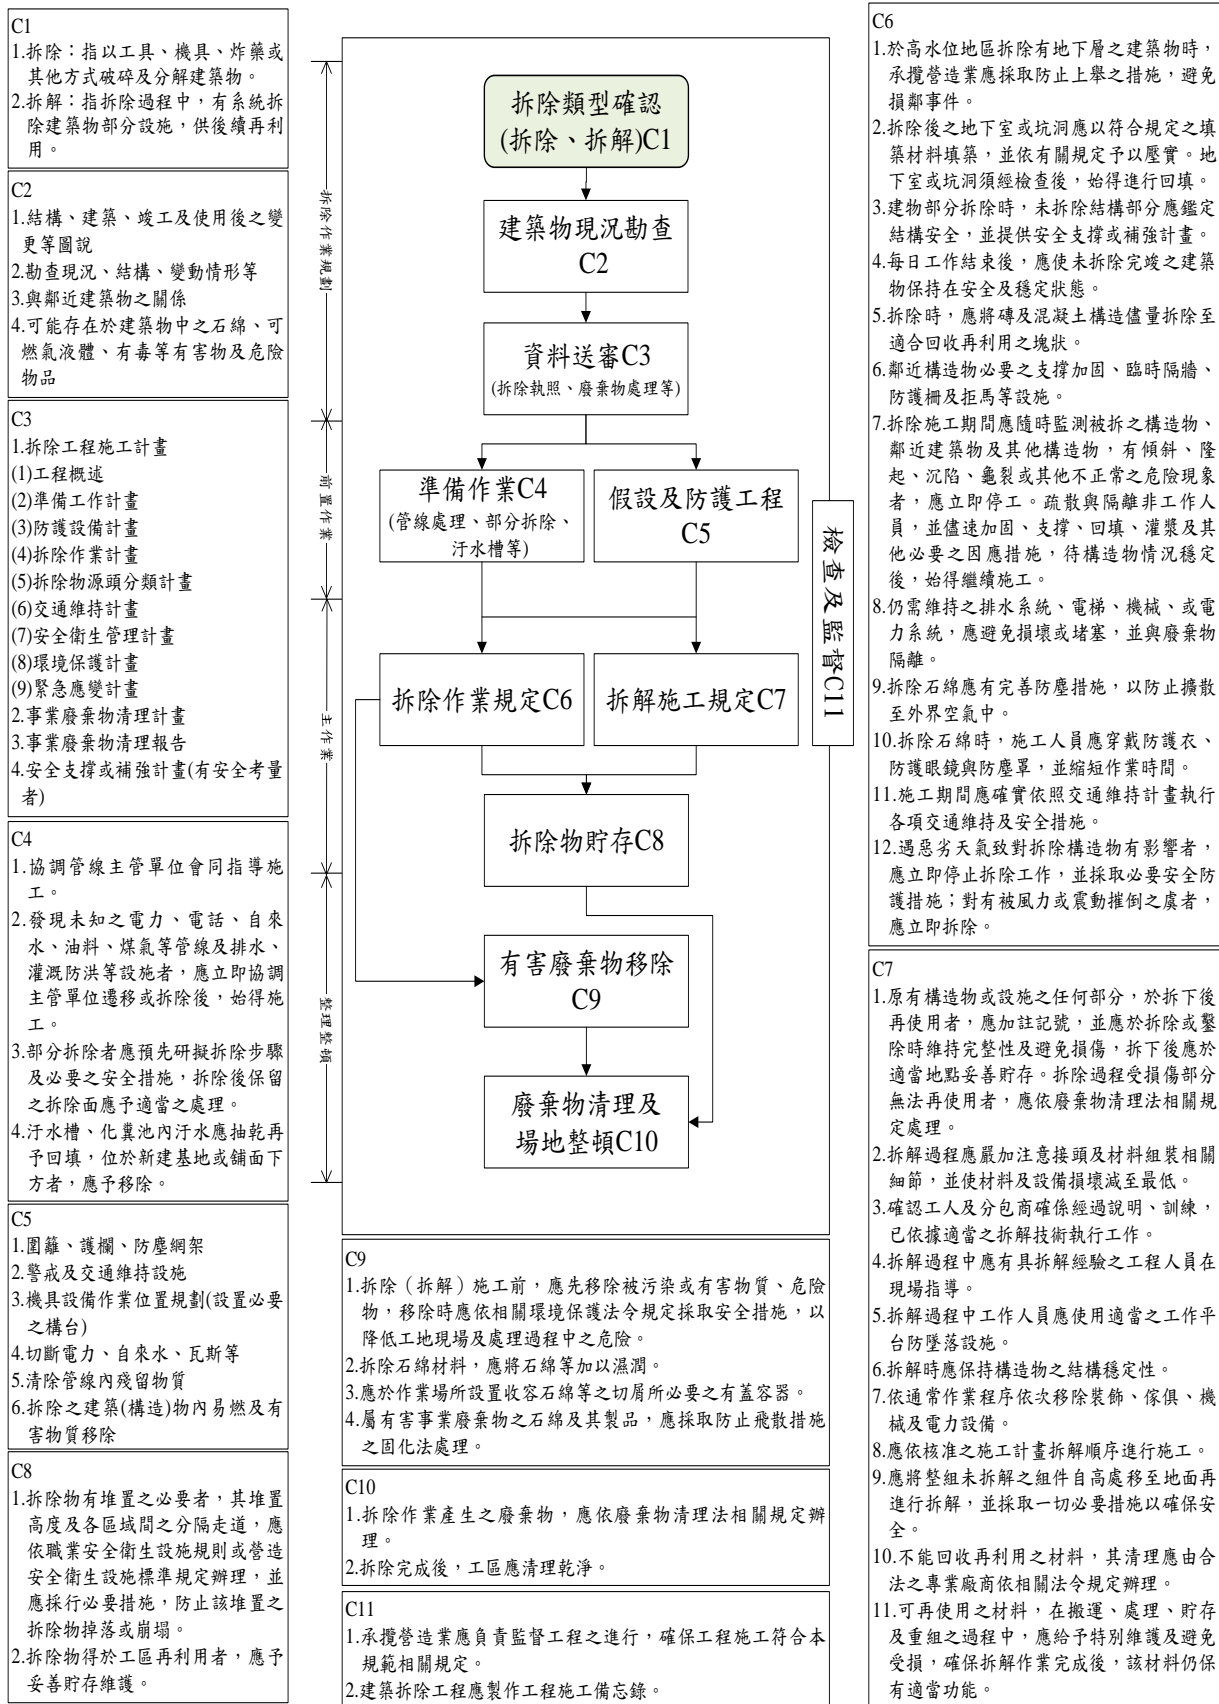 C1
1.拆除：指以工具、機具、炸藥或
其他方式破碎及分解建築物。
2.拆解：指拆除過程中，有系統拆
除建築物部分設施，供後續再利
用。
C2
1.結構、建築、竣工及使用後之變
更等圖說
2.勘查現況、結構、變動情形等
3.與鄰近建築物之關係
4.可能存在於建築物中之石綿、可
燃氣液體、有毒等有害物及危險
物品
C3
1.拆除工程施工計畫
(1)工程概述
(2)準備工作計畫
(3)防護設備計畫
(4)拆除作業計畫
(5)拆除物源頭分類計畫
(6)交通維持計畫
(7)安全衛生管理計畫
(8)環境保護計畫
(9)緊急應變計畫
2.事業廢棄物清理計畫
3.事業廢棄物清理報告
4.安全支撐或補強計畫(有安全考量
者)
C4
1.協調管線主管單位會同指導施
工。
2.發現未知之電力、電話、自來
水、油料、煤氣等管線及排水、
灌溉防洪等設施者，應立即協調
主管單位遷移或拆除後，始得施
工。
3.部分拆除者應預先研擬拆除步驟
及必要之安全措施，拆除後保留
之拆除面應予適當之處理。
4.汙水槽、化糞池內汙水應抽乾再
予回填，位於新建基地或舖面下
方者，應予移除。
C5
1.圍籬、護欄、防塵網架
2.警戒及交通維持設施
3.機具設備作業位置規劃(設置必要
之構台)
4.切斷電力、自來水、瓦斯等
5.清除管線內殘留物質
6.拆除之建築(構造)物內易燃及有
害物質移除
C8
1.拆除物有堆置之必要者，其堆置
高度及各區域間之分隔走道，應
依職業安全衛生設施規則或營造
安全衛生設施標準規定辦理，並
應採行必要措施，防止該堆置之
拆除物掉落或崩塌。
2.拆除物得於工區再利用者，應予
妥善貯存維護。
拆除作業規劃
前置作業
主作業
整理整頓
拆除類型確認
(拆除、拆解)C1
建築物現況勘查
C2
資料送審C3
(拆除執照、廢棄物處理等)
準備作業C4
(管線處理、部分拆除、
汙水槽等)
假設及防護工程
C5
拆除作業規定C6
拆解施工規定C7
拆除物貯存C8
有害廢棄物移除
C9
廢棄物清理及
場地整頓C10
檢查及監督C11
C9
1.拆除（拆解）施工前，應先移除被污染或有害物質、危險
物，移除時應依相關環境保護法令規定採取安全措施，以
降低工地現場及處理過程中之危險。
2.拆除石綿材料，應將石綿等加以濕潤。
3.應於作業場所設置收容石綿等之切屑所必要之有蓋容器。
4.屬有害事業廢棄物之石綿及其製品，應採取防止飛散措施
之固化法處理。
C10
1.拆除作業產生之廢棄物，應依廢棄物清理法相關規定辦
理。
2.拆除完成後，工區應清理乾淨。
C11
1.承攬營造業應負責監督工程之進行，確保工程施工符合本
規範相關規定。
2.建築拆除工程應製作工程施工備忘錄。
C6
1.於高水位地區拆除有地下層之建築物時，
承攬營造業應採取防止上舉之措施，避免
損鄰事件。
2.拆除後之地下室或坑洞應以符合規定之填
築材料填築，並依有關規定予以壓實。地
下室或坑洞須經檢查後，始得進行回填。
3.建物部分拆除時，未拆除結構部分應鑑定
結構安全，並提供安全支撐或補強計畫。
4.每日工作結束後，應使未拆除完竣之建築
物保持在安全及穩定狀態。
5.拆除時，應將磚及混凝土構造儘量拆除至
適合回收再利用之塊狀。
6.鄰近構造物必要之支撐加固、臨時隔牆、
防護柵及拒馬等設施。
7.拆除施工期間應隨時監測被拆之構造物、
鄰近建築物及其他構造物，有傾斜、隆
起、沉陷、龜裂或其他不正常之危險現象
者，應立即停工。疏散與隔離非工作人
員，並儘速加固、支撐、回填、灌漿及其
他必要之因應措施，待構造物情況穩定
後，始得繼續施工。
8.仍需維持之排水系統、電梯、機械、或電
力系統，應避免損壞或堵塞，並與廢棄物
隔離。
9.拆除石綿應有完善防塵措施，以防止擴散
至外界空氣中。
10.拆除石綿時，施工人員應穿戴防護衣、
防護眼鏡與防塵罩，並縮短作業時間。
11.施工期間應確實依照交通維持計畫執行
各項交通維持及安全措施。
12.遇惡劣天氣致對拆除構造物有影響者，
應立即停止拆除工作，並採取必要安全防
護措施；對有被風力或震動摧倒之虞者，
應立即拆除。
C7
1.原有構造物或設施之任何部分，於拆下後
再使用者，應加註記號，並應於拆除或鑿
除時維持完整性及避免損傷，拆下後應於
適當地點妥善貯存。拆除過程受損傷部分
無法再使用者，應依廢棄物清理法相關規
定處理。
2.拆解過程應嚴加注意接頭及材料組裝相關
細節，並使材料及設備損壞減至最低。
3.確認工人及分包商確係經過說明、訓練，
已依據適當之拆解技術執行工作。
4.拆解過程中應有具拆解經驗之工程人員在
現場指導。
5.拆解過程中工作人員應使用適當之工作平
台防墜落設施。
6.拆解時應保持構造物之結構穩定性。
7.依通常作業程序依次移除裝飾、傢俱、機
械及電力設備。
8.應依核准之施工計畫拆解順序進行施工。
9.應將整組未拆解之組件自高處移至地面再
進行拆解，並採取一切必要措施以確保安
全。
10.不能回收再利用之材料，其清理應由合
法之專業廠商依相關法令規定辦理。
11.可再使用之材料，在搬運、處理、貯存
及重組之過程中，應給予特別維護及避免
受損，確保拆解作業完成後，該材料仍保
有適當功能。